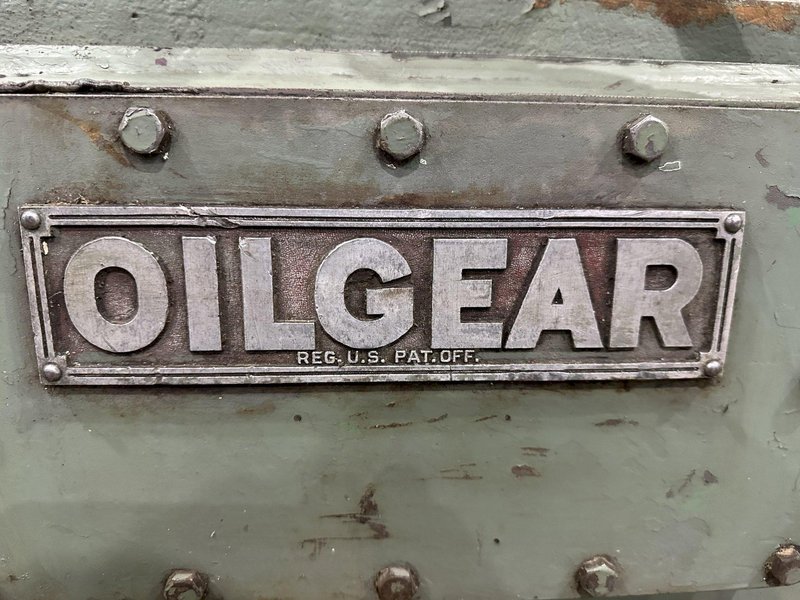 OILGEAR
REG. U.S. PAT. OFF.